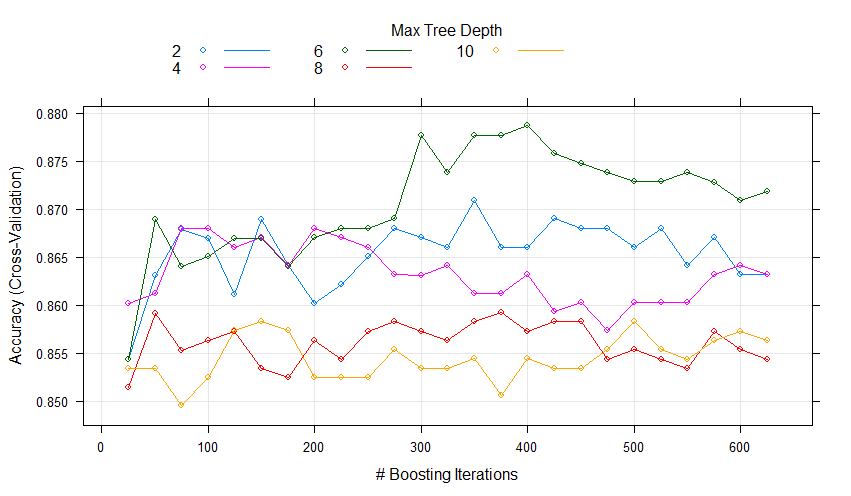 Max Tree Depth
2 6 10
4 8
0.880
0.875
0.870
0.865
0.860
0.855
0.850
Accuracy (Cross-Validation)
0 100 200 300 400 500 600
# Boosting Iterations